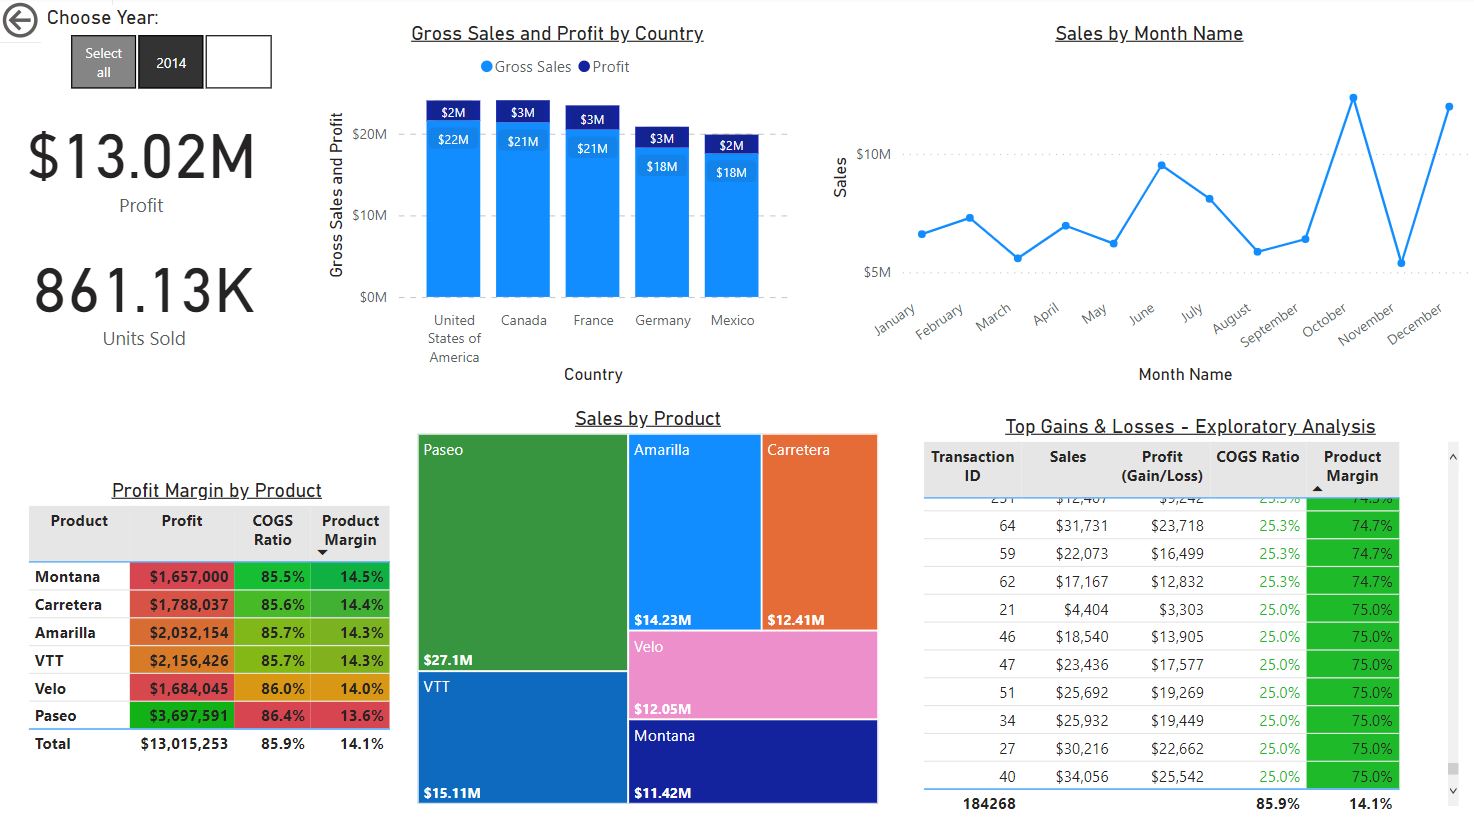 Choose Year:
Select all
2014
$13.02M
Profit
861.13K
Units Sold
Gross Sales and Profit by Country
Gross Sales Profit
Gross Sales and Profit
$20M
$10M
$0M
$2M
$22M
$3M
$21M
$3M
$21M
$3M
$18M
$2M
$18M
United States of America
Canada
France
Germany
Mexico
Country
Sales by Month Name
Sales
$10M
$5M
January
February
March
April
May
June
July
August
September
October
November
December
Month Name
Profit Margin by Product
Product Profit COGS Ratio Product Margin
Montana $1,657,000 85.5% 14.5%
Carretera $1,788,037 85.6% 14.4%
Amarilla $2,032,154 85.7% 14.3%
VTT $2,156,426 85.7% 14.3%
Velo $1,684,045 86.0% 14.0%
Paseo $3,697,591 86.4% 13.6%
Total $13,015,253 85.9% 14.1%
Sales by Product
Paseo
$27.1M
VTT
$15.11M
Amarilla
$14.23M
Carretera
$12.41M
Velo
$12.05M
Montana
$11.42M
Top Gains & Losses - Exploratory Analysis
Transaction ID Sales Profit (Gain/Loss) COGS Ratio Product Margin
64 $31,731 $23,718 25.3% 74.7%
59 $22,073 $16,499 25.3% 74.7%
62 $17,167 $12,832 25.3% 74.7%
21 $4,404 $3,303 25.0% 75.0%
46 $18,540 $13,905 25.0% 75.0%
47 $23,436 $17,577 25.0% 75.0%
51 $25,692 $19,269 25.0% 75.0%
34 $25,932 $19,449 25.0% 75.0%
27 $30,216 $22,662 25.0% 75.0%
40 $34,056 $25,542 25.0% 75.0%
184268 85.9% 14.1%